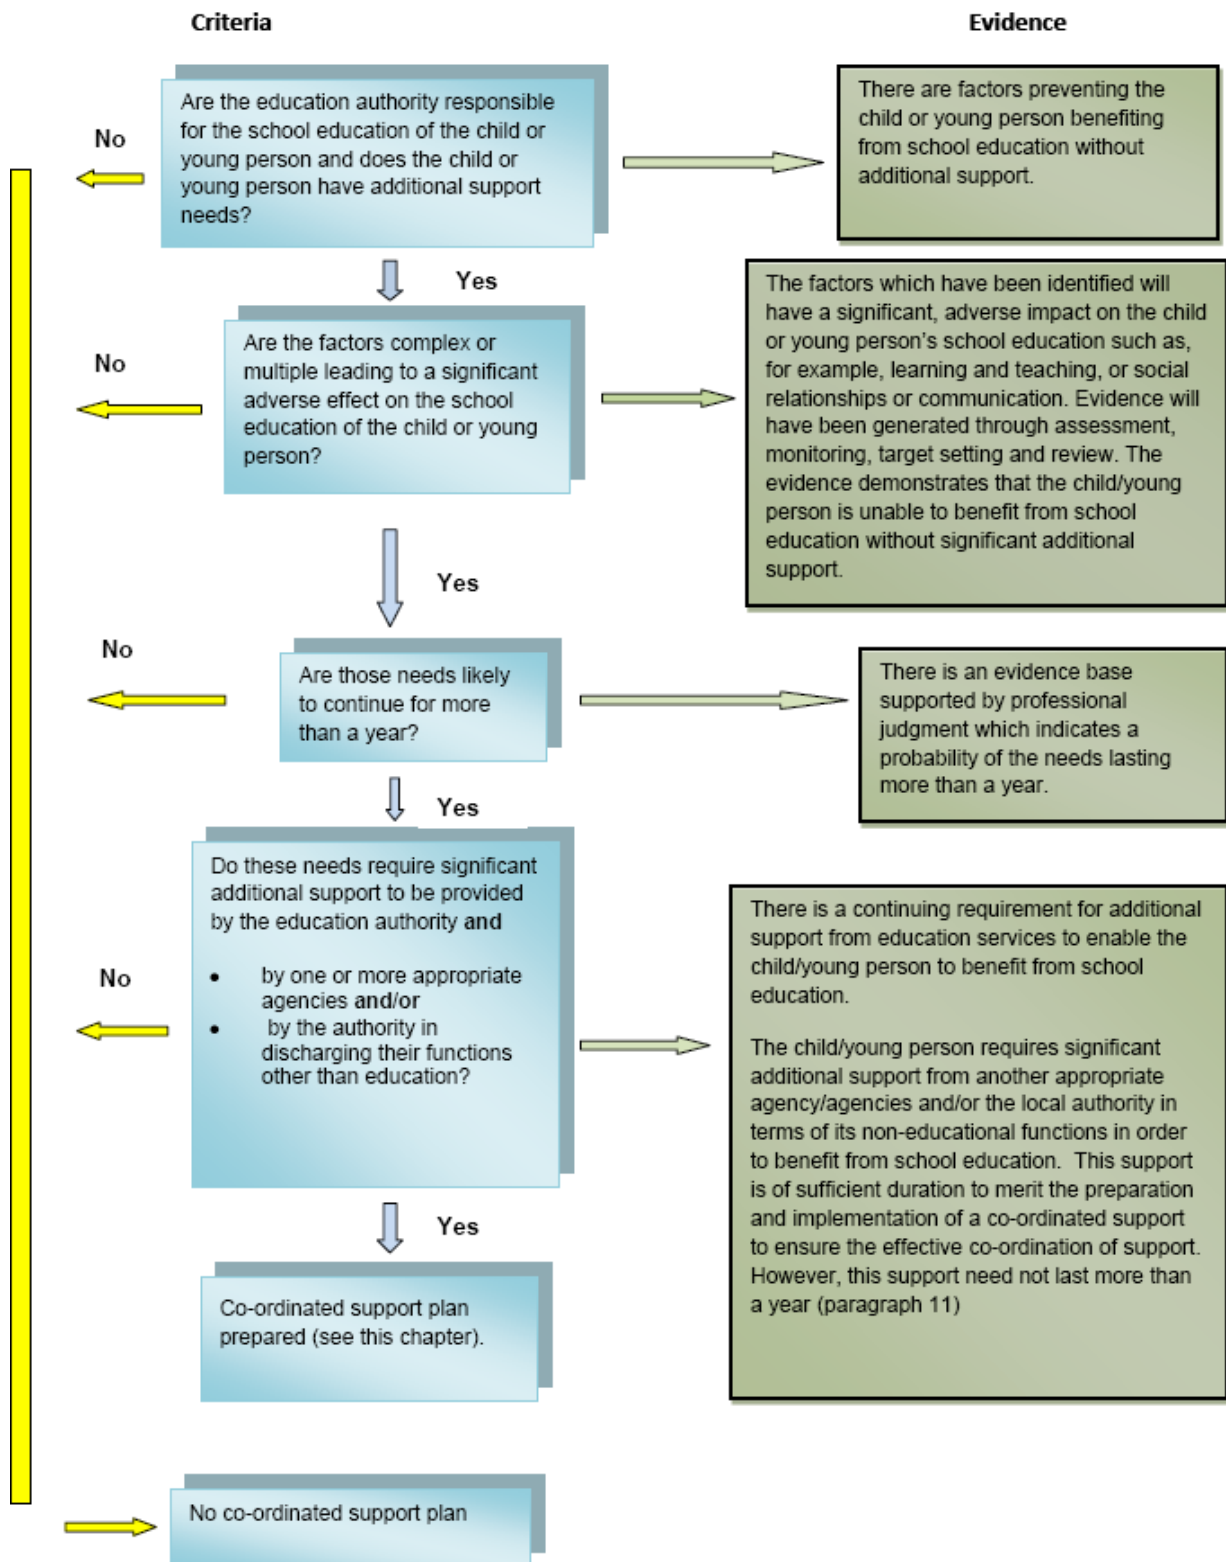 Criteria
Evidence
Are the education authority responsible
for the school education of the child or
young person and does the child or
young person have additional support
needs?
There are factors preventing the
child or young person benefiting
from school education without
additional support.
No
Yes
Are the factors complex or
multiple leading to a significant
adverse effect on the school
education of the child or young
person?
The factors which have been identified will
have a significant, adverse impact on the child
or young person's school education such as,
for example, learning and teaching, or social
relationships or communication. Evidence will
have been generated through assessment,
monitoring, target setting and review. The
evidence demonstrates that the child/young
person is unable to benefit from school
education without significant additional
support.
No
Yes
Are those needs likely
to continue for more
than a year?
There is an evidence base
supported by professional
judgment which indicates a
probability of the needs lasting
more than a year.
No
Yes
Do these needs require significant
additional support to be provided
by the education authority and
• by one or more appropriate
agencies and/or
• by the authority in
discharging their functions
other than education?
There is a continuing requirement for additional
support from education services to enable the
child/young person to benefit from school
education.
The child/young person requires significant
additional support from another appropriate
agency/agencies and/or the local authority in
terms of its non-educational functions in order
to benefit from school education. This support
is of sufficient duration to merit the preparation
and implementation of a co-ordinated support
to ensure the effective co-ordination of support.
However, this support need not last more than
a year (paragraph 11)
No
Yes
Co-ordinated support plan
prepared (see this chapter).
No co-ordinated support plan